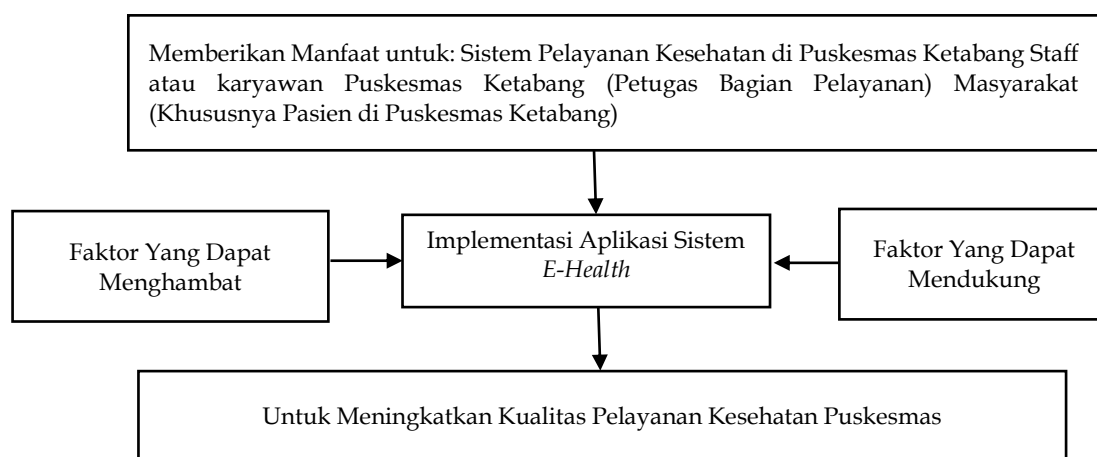 Memberikan Manfaat untuk: Sistem Pelayanan Kesehatan di Puskesmas Ketabang Staff
atau karyawan Puskesmas Ketabang (Petugas Bagian Pelayanan) Masyarakat
(Khususnya Pasien di Puskesmas Ketabang)
Faktor Yang Dapat
Menghambat
Implementasi Aplikasi Sistem
E-Health
Faktor Yang Dapat
Mendukung
Untuk Meningkatkan Kualitas Pelayanan Kesehatan Puskesmas